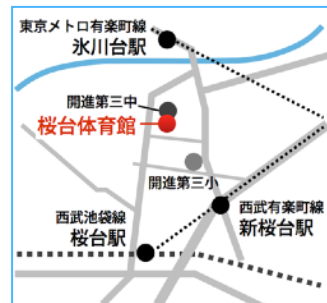 東京メトロ有楽町線
氷川台駅
開進第三中
桜台体育館
開進第三小
西武有楽町線
新桜台駅
西武池袋線
桜台駅